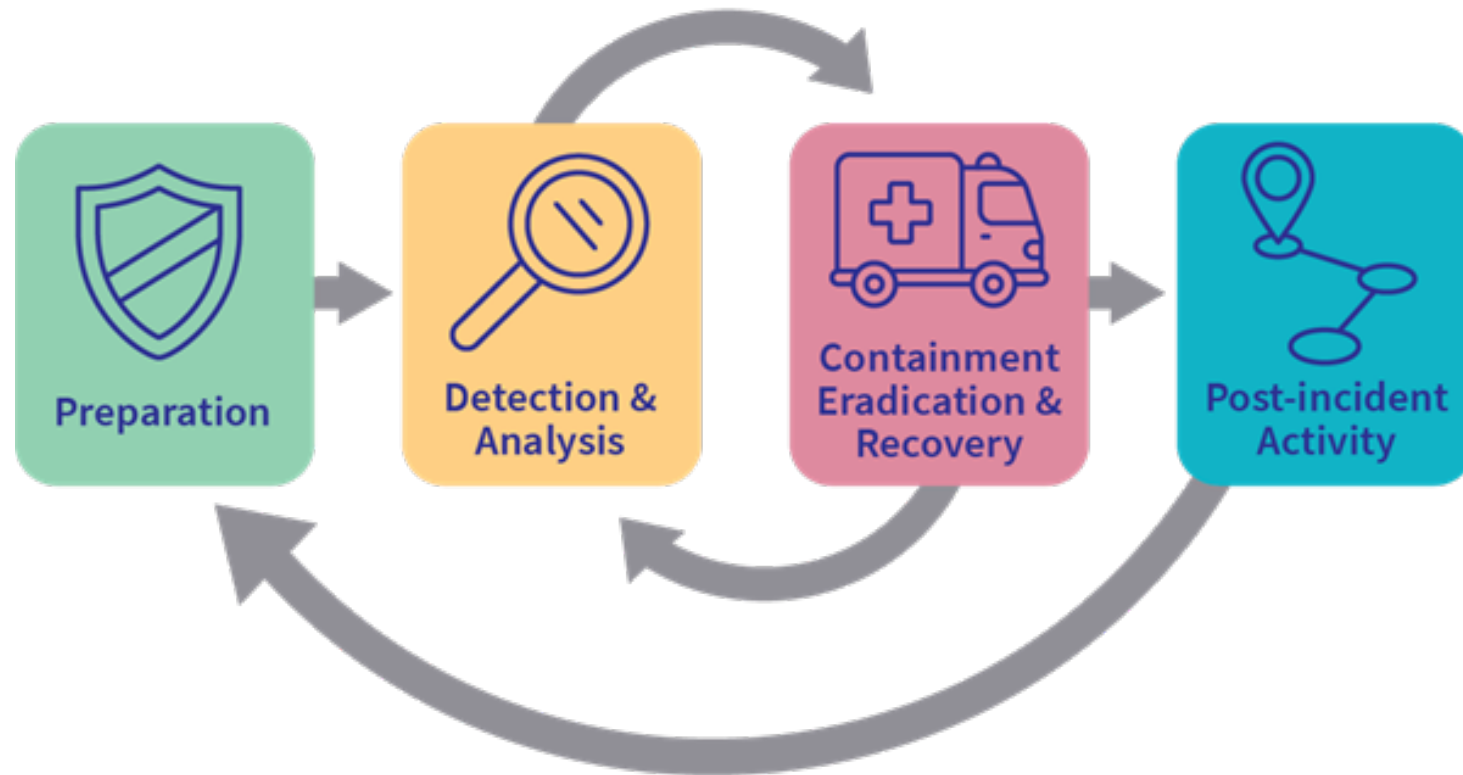 Preparation
Detection &
Analysis
Containment
Eradication &
Recovery
Post-incident
Activity